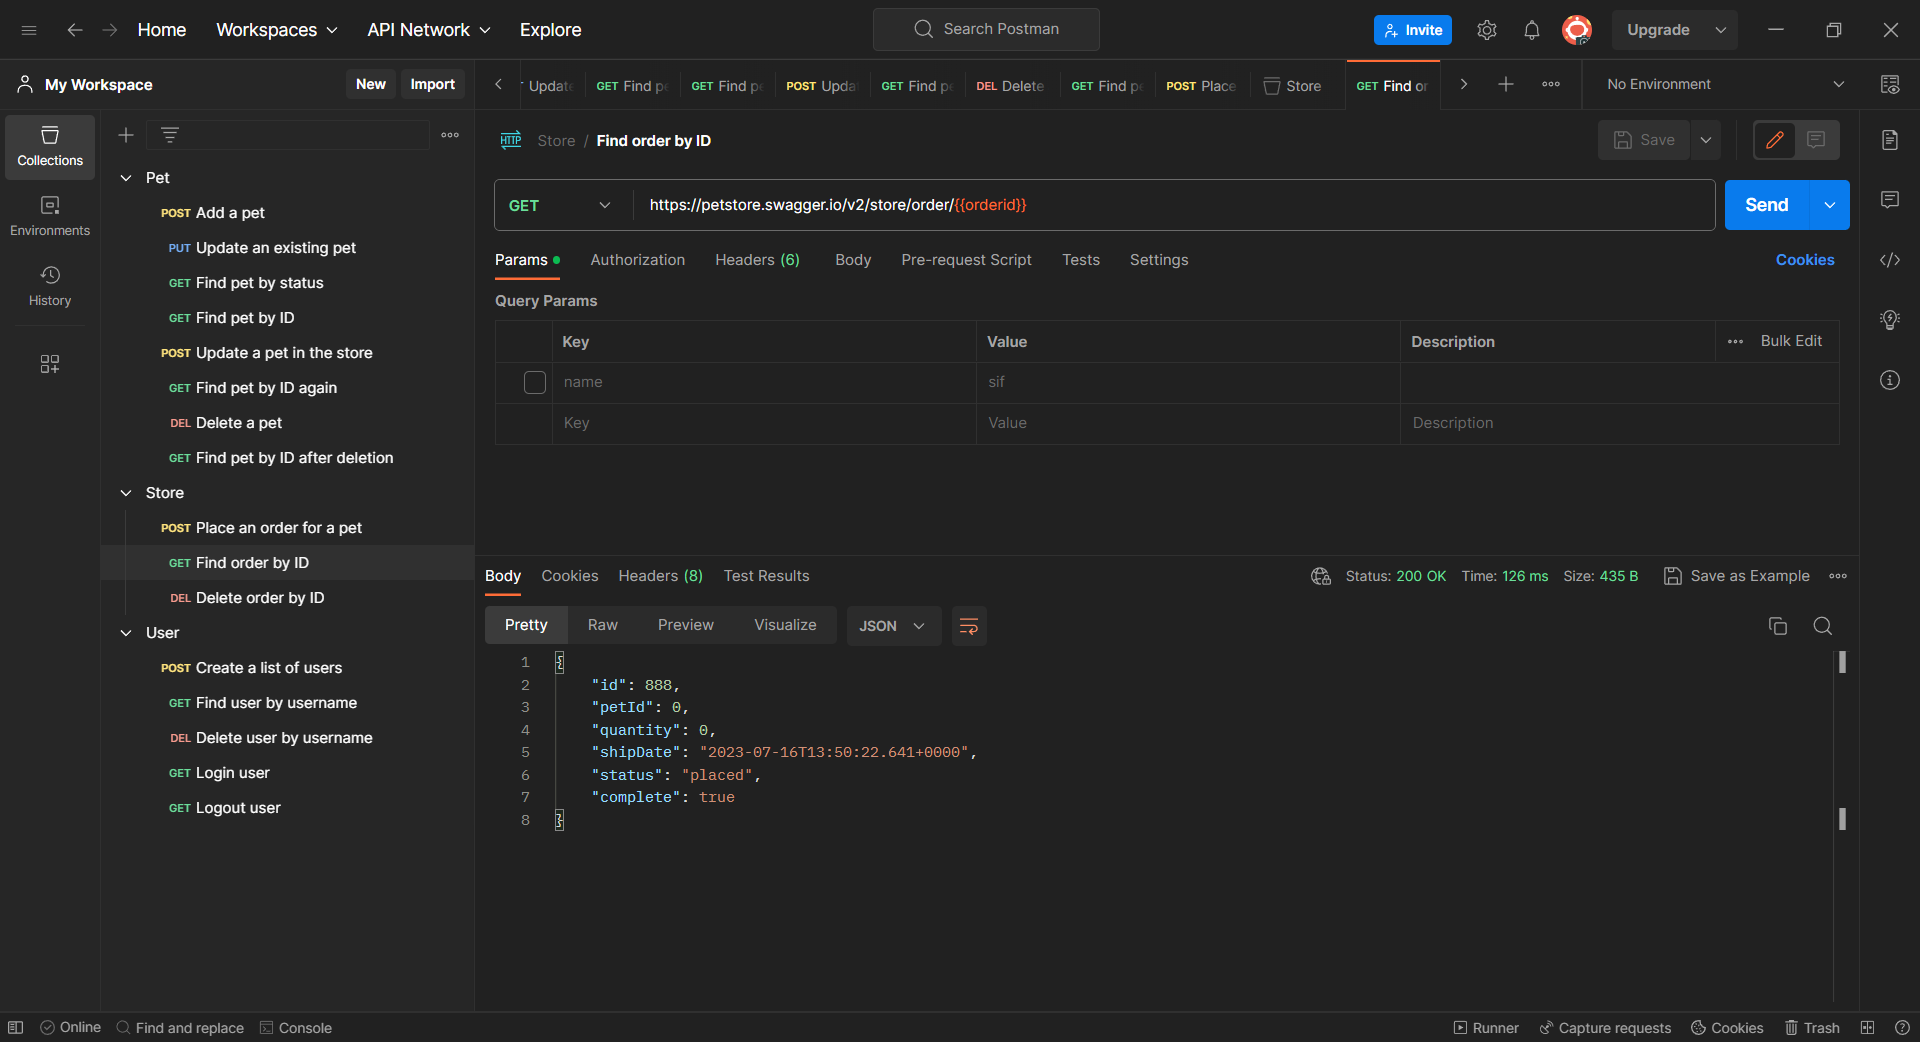 Home Workspaces API Network Explore Search Postman Invite Upgrade
My Workspace New Import
Update GET Find pe GET Find pe POST Upda GET Find pe DEL Delete GET Find pe POST Place Store GET Find or No Environment
Collections
Environments
History
Pet
POST Add a pet
PUT Update an existing pet
GET Find pet by status
GET Find pet by ID
POST Update a pet in the store
GET Find pet by ID again
DEL Delete a pet
GET Find pet by ID after deletion
Store
POST Place an order for a pet
GET Find order by ID
DEL Delete order by ID
User
POST Create a list of users
GET Find user by username
DEL Delete user by username
GET Login user
GET Logout user
HTTP Store / Find order by ID Save
GET https://petstore.swagger.io/v2/store/order/{{orderid}} Send
Params Authorization Headers (6) Body Pre-request Script Tests Settings Cookies
Query Params
Key Value Description Bulk Edit
name sif
Key Value Description
Body Cookies Headers (8) Test Results Status: 200 OK Time: 126 ms Size: 435 B Save as Example
Pretty Raw Preview Visualize JSON
1 {
2 "id": 888,
3 "petId": 0,
4 "quantity": 0,
5 "shipDate": "2023-07-16T13:50:22.641+0000",
6 "status": "placed",
7 "complete": true
8 }
Online Find and replace Console Runner Capture requests Cookies Trash